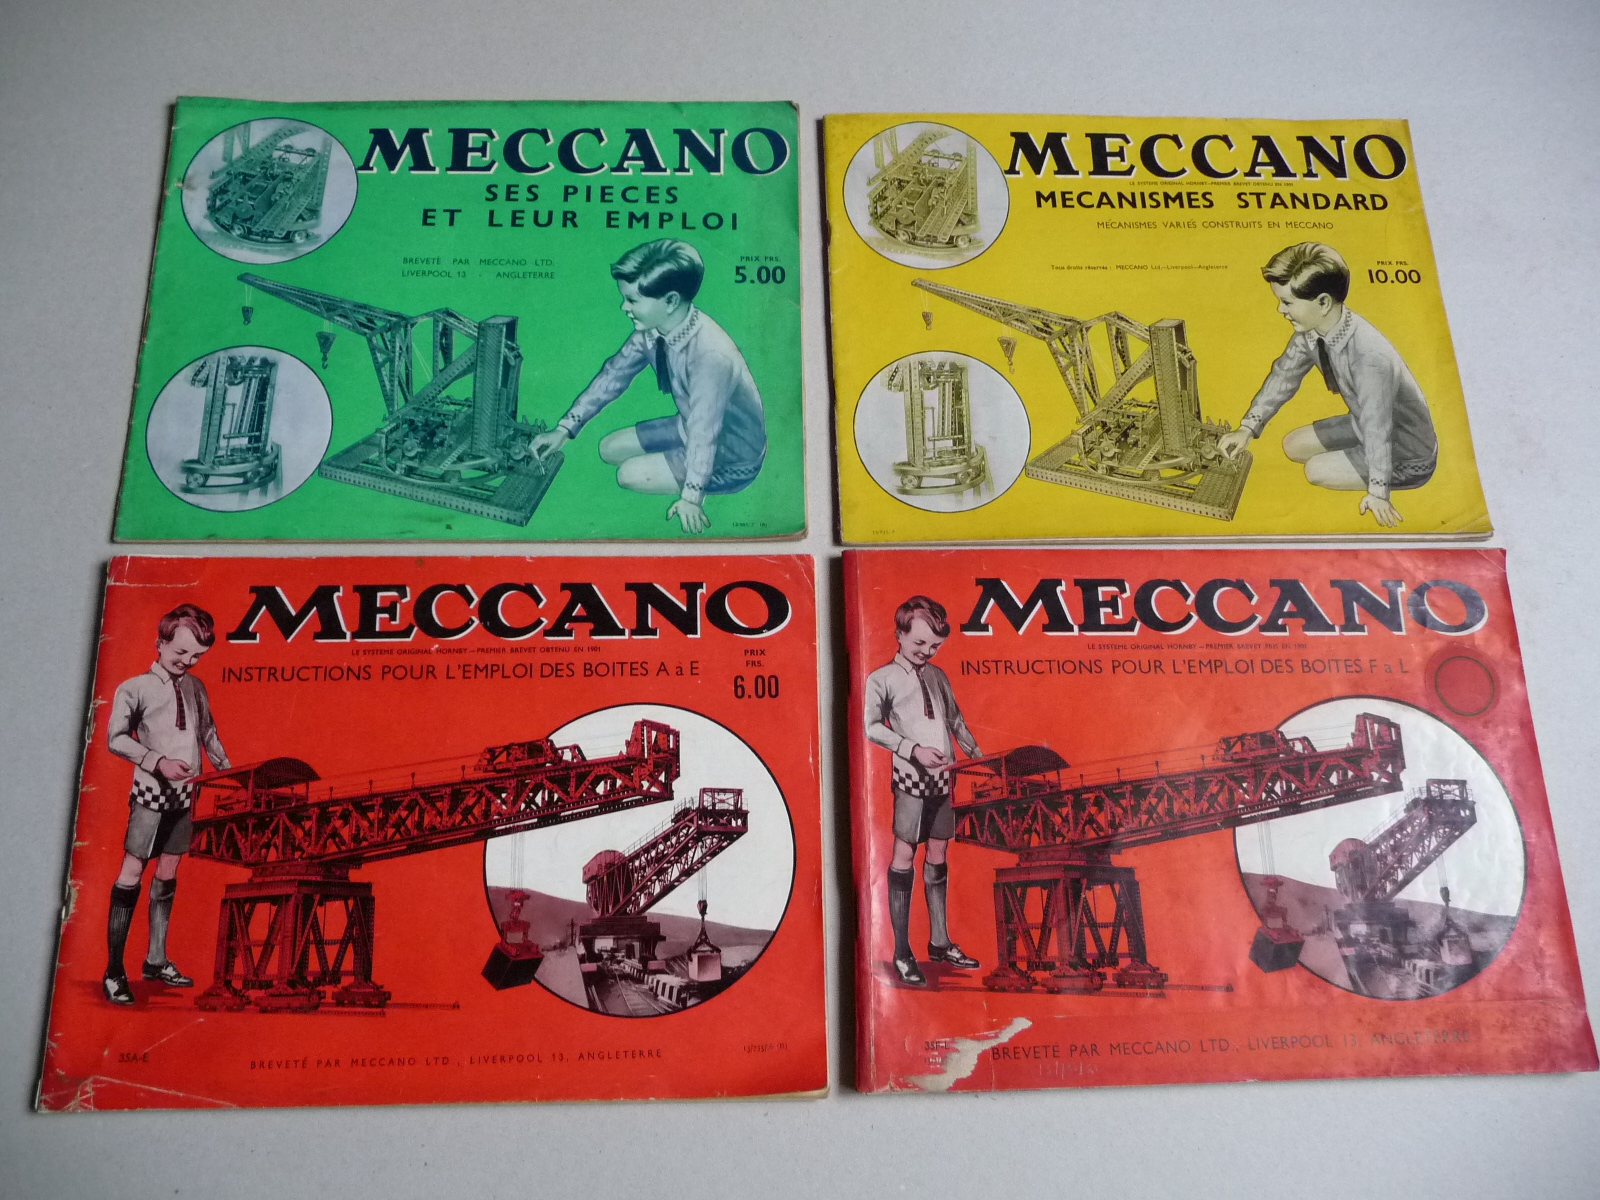 MECCANO
SES PIECES
ET LEUR EMPLOI
BREVETÉ PAR MECCANO LTD.
LIVERPOOL 13 - ANGLETERRE
PRIX FRS.
5.00
MECCANO
LE SYSTEME ORIGINAL HORNBY—PREMIER BREVET OBTENU EN 1901
MECANISMES STANDARD
MÉCANISMES VARIÉS CONSTRUITS EN MECCANO
Tous droits réservés : MECCANO Ltd.—Liverpool—Angleterre
PRIX FRS.
10.00
MECCANO
LE SYSTEME ORIGINAL HORNBY—PREMIER BREVET OBTENU EN 1901
INSTRUCTIONS POUR L'EMPLOI DES BOITES A à E
PRIX
FRS.
6.00
35A-E
BREVETÉ PAR MECCANO LTD., LIVERPOOL 13, ANGLETERRE
MECCANO
LE SYSTEME ORIGINAL HORNBY—PREMIER BREVET PRIS EN 1901
INSTRUCTIONS POUR L'EMPLOI DES BOITES F à L
BREVETÉ PAR MECCANO LTD., LIVERPOOL 13, ANGLETERRE